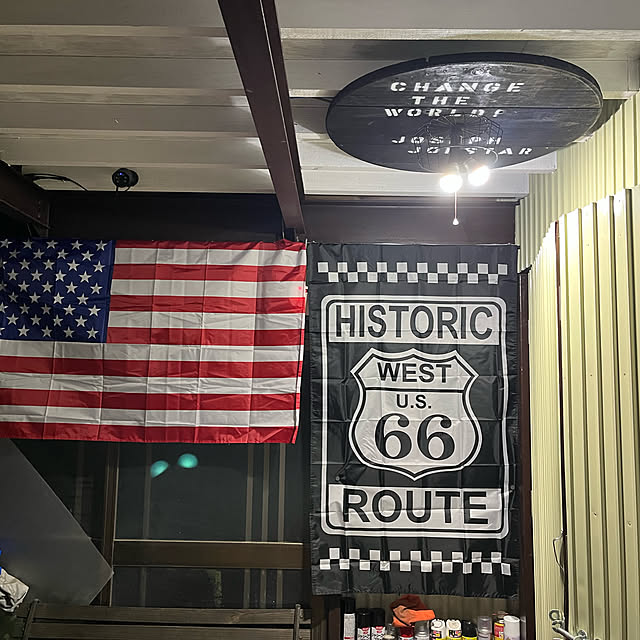 CHANGE
THE
WORLD
JOSEPH
JOESTAR
HISTORIC
WEST
U.S.
66
ROUTE